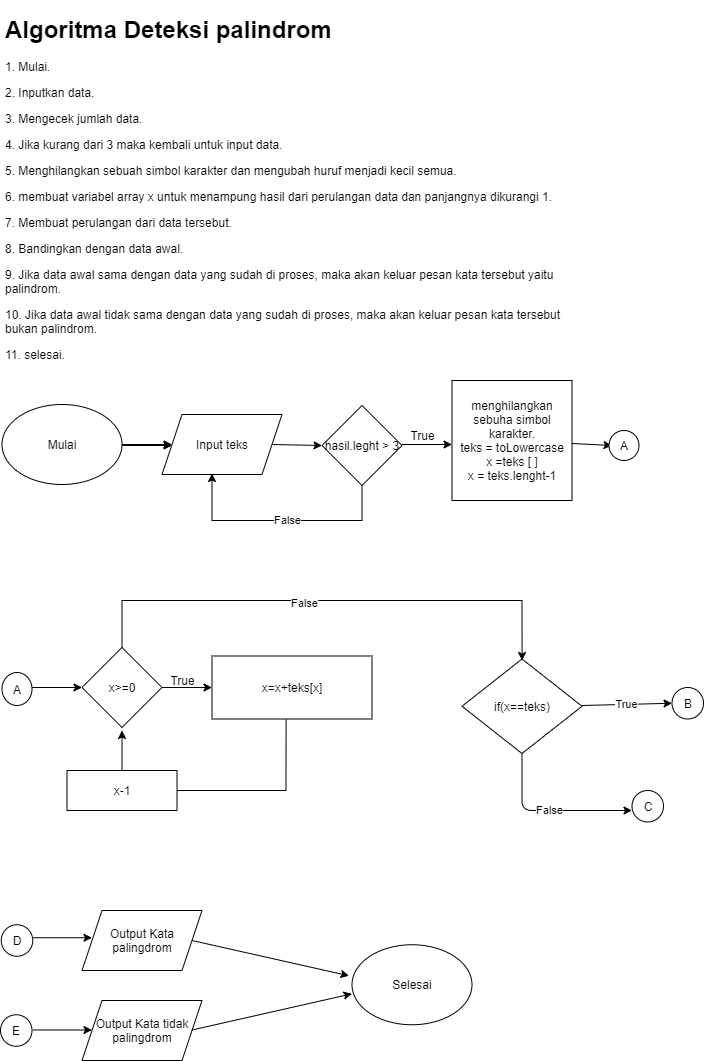 Algoritma Deteksi palindrom
1. Mulai.
2. Inputkan data.
3. Mengecek jumlah data.
4. Jika kurang dari 3 maka kembali untuk input data.
5. Menghilangkan sebuah simbol karakter dan mengubah huruf menjadi kecil semua.
6. membuat variabel array x untuk menampung hasil dari perulangan data dan panjangnya dikurangi 1.
7. Membuat perulangan dari data tersebut.
8. Bandingkan dengan data awal.
9. Jika data awal sama dengan data yang sudah di proses, maka akan keluar pesan kata tersebut yaitu
palindrom.
10. Jika data awal tidak sama dengan data yang sudah di proses, maka akan keluar pesan kata tersebut
bukan palindrom.
11. selesai.
Mulai
Input teks
hasil.leght > 3
True
False
menghilangkan
sebuha simbol
karakter.
teks = toLowercase
x =teks [ ]
x = teks.lenght-1
A
A
x>=0
True
False
x=x+teks[x]
x-1
if(x==teks)
True
B
False
C
D
Output Kata
palingdrom
Selesai
E
Output Kata tidak
palingdrom